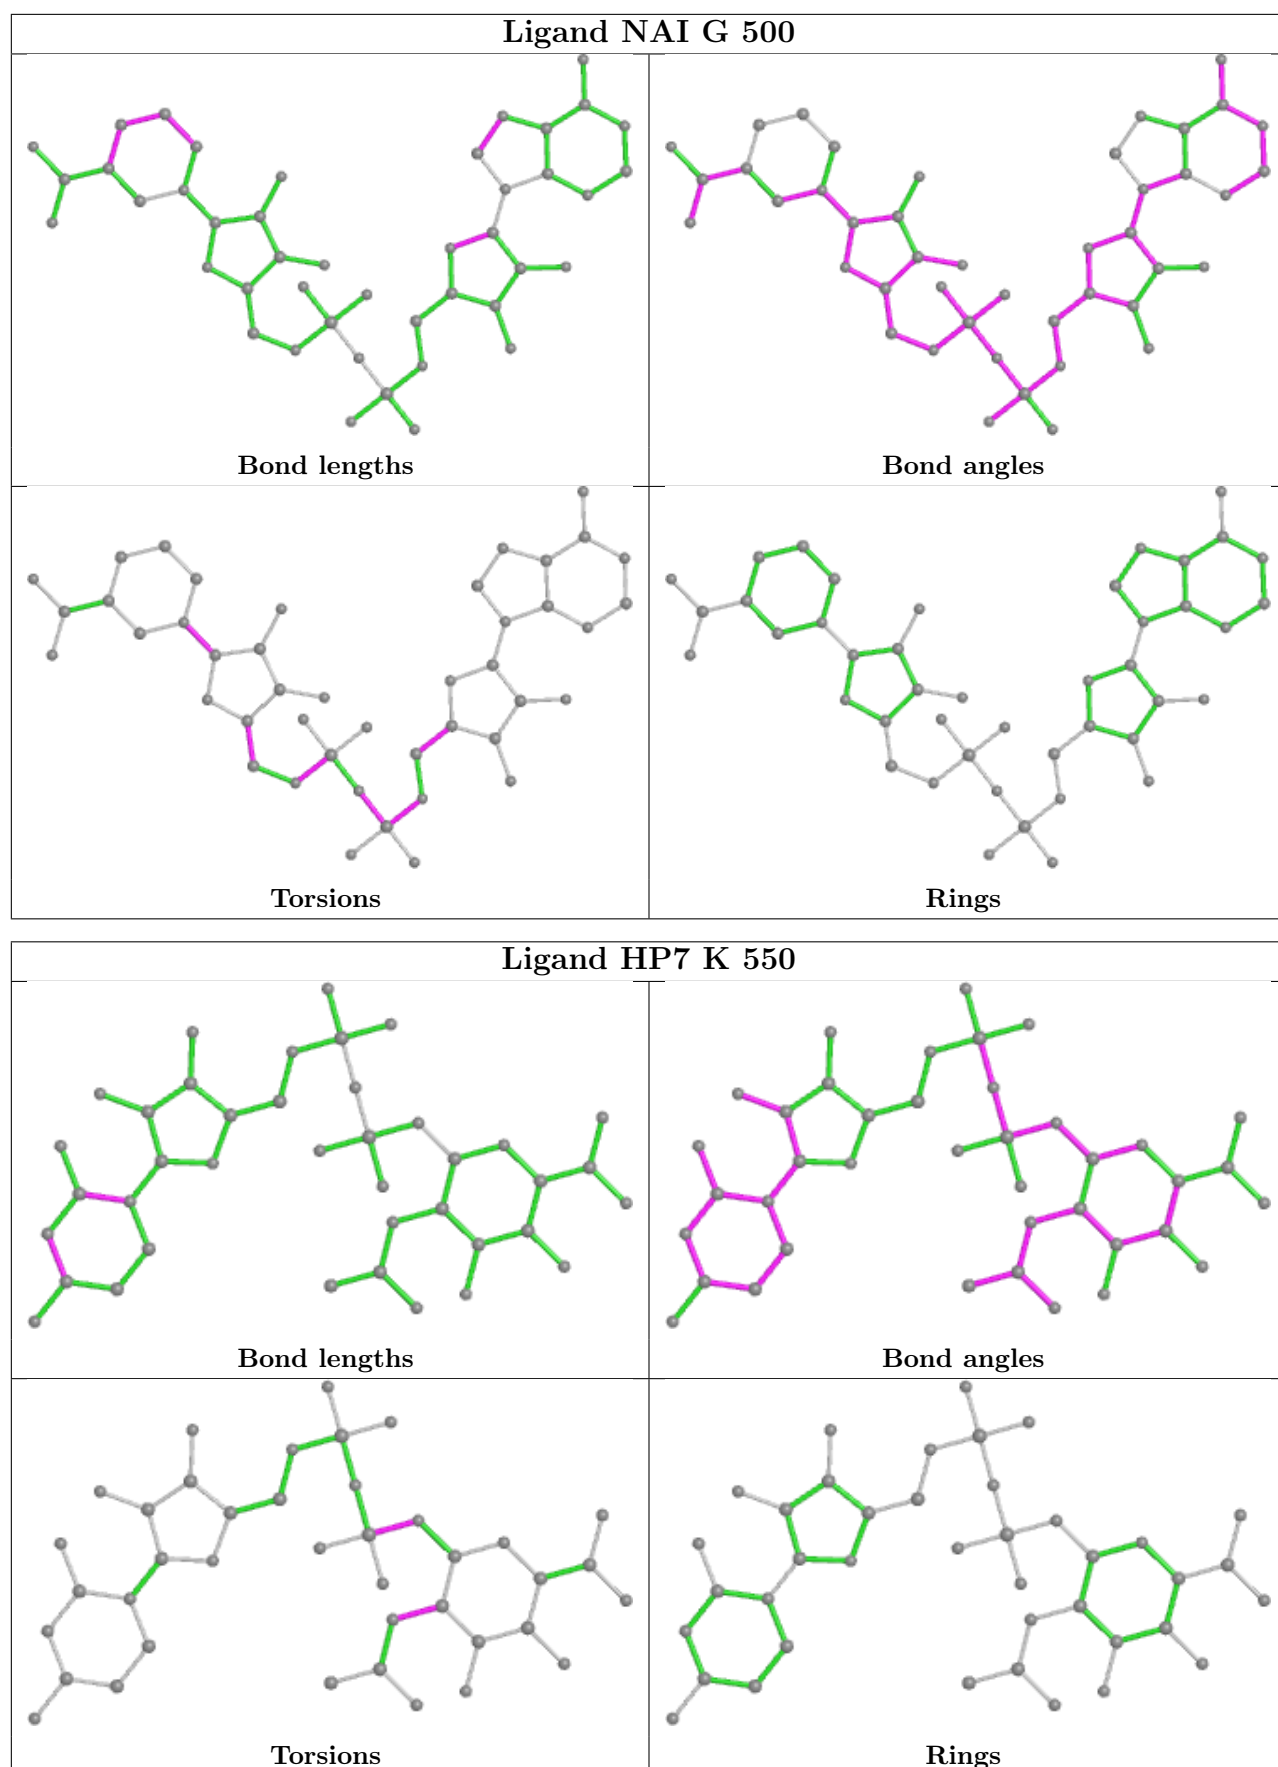 Ligand NAI G 500
Bond lengths
Bond angles
Torsions
Rings
Ligand HP7 K 550
Bond lengths
Bond angles
Torsions
Rings